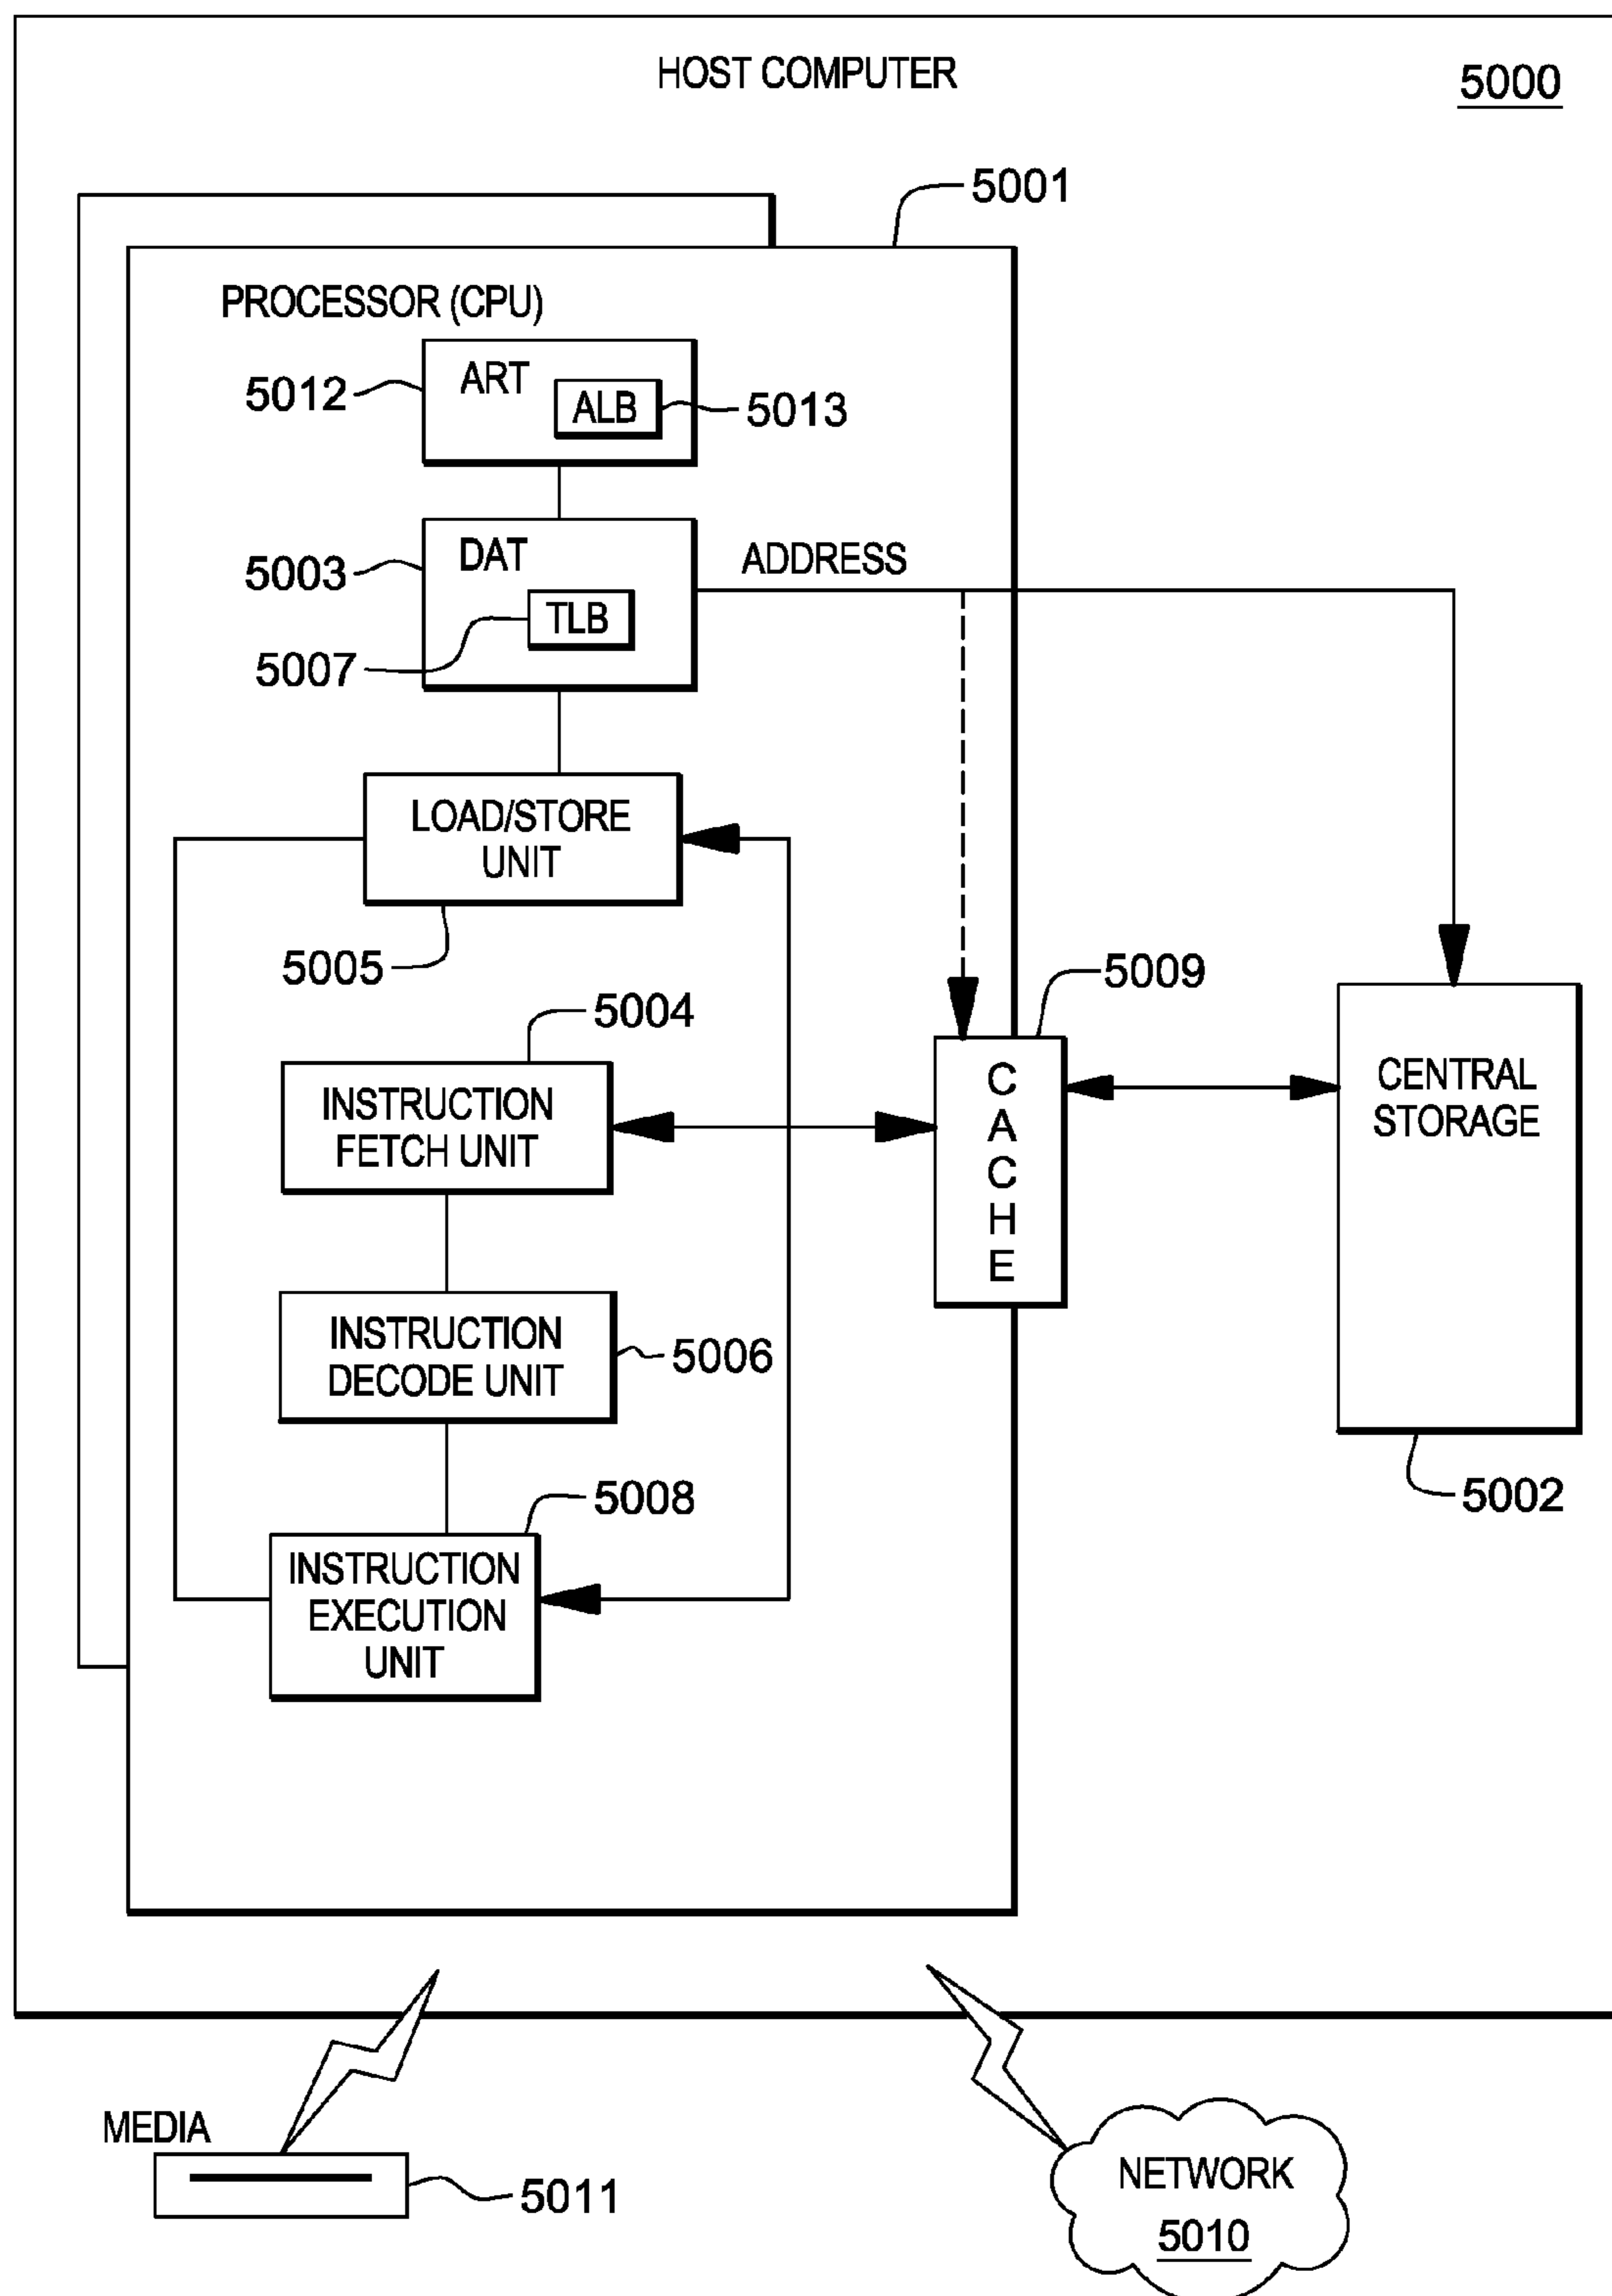 HOST COMPUTER
5000
5001
PROCESSOR (CPU)
ART
5012
ALB
5013
DAT
ADDRESS
5003
TLB
5007
LOAD/STORE
UNIT
5005
5009
5004
CACHE
CENTRAL
STORAGE
INSTRUCTION
FETCH UNIT
INSTRUCTION
DECODE UNIT
5006
5002
5008
INSTRUCTION
EXECUTION
UNIT
MEDIA
5011
NETWORK
5010